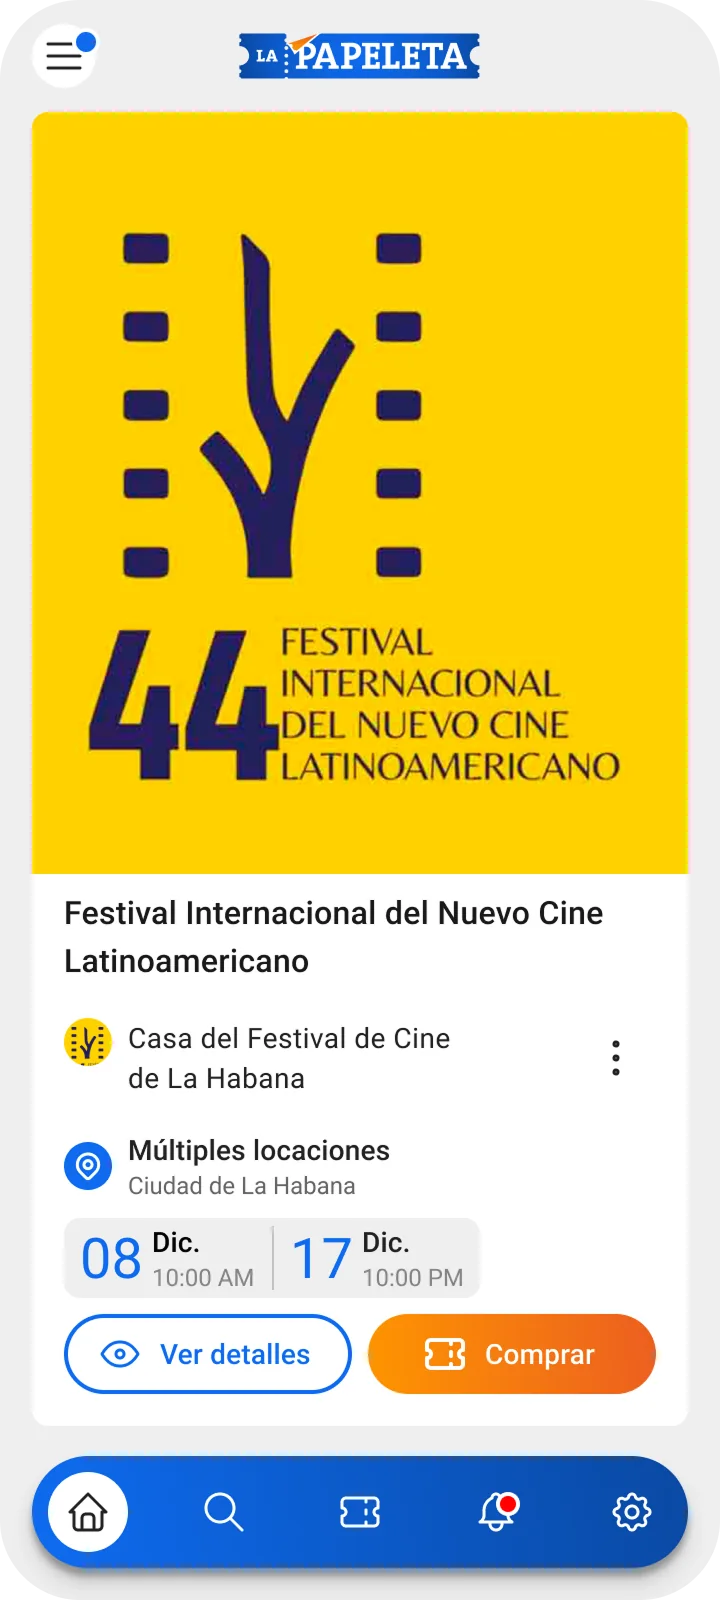 LA PAPELETA
44
FESTIVAL
INTERNACIONAL
DEL NUEVO CINE
LATINOAMERICANO
Festival Internacional del Nuevo Cine
Latinoamericano
Casa del Festival de Cine
de La Habana
Múltiples locaciones
Ciudad de La Habana
08 Dic. 10:00 AM
17 Dic. 10:00 PM
Ver detalles
Comprar